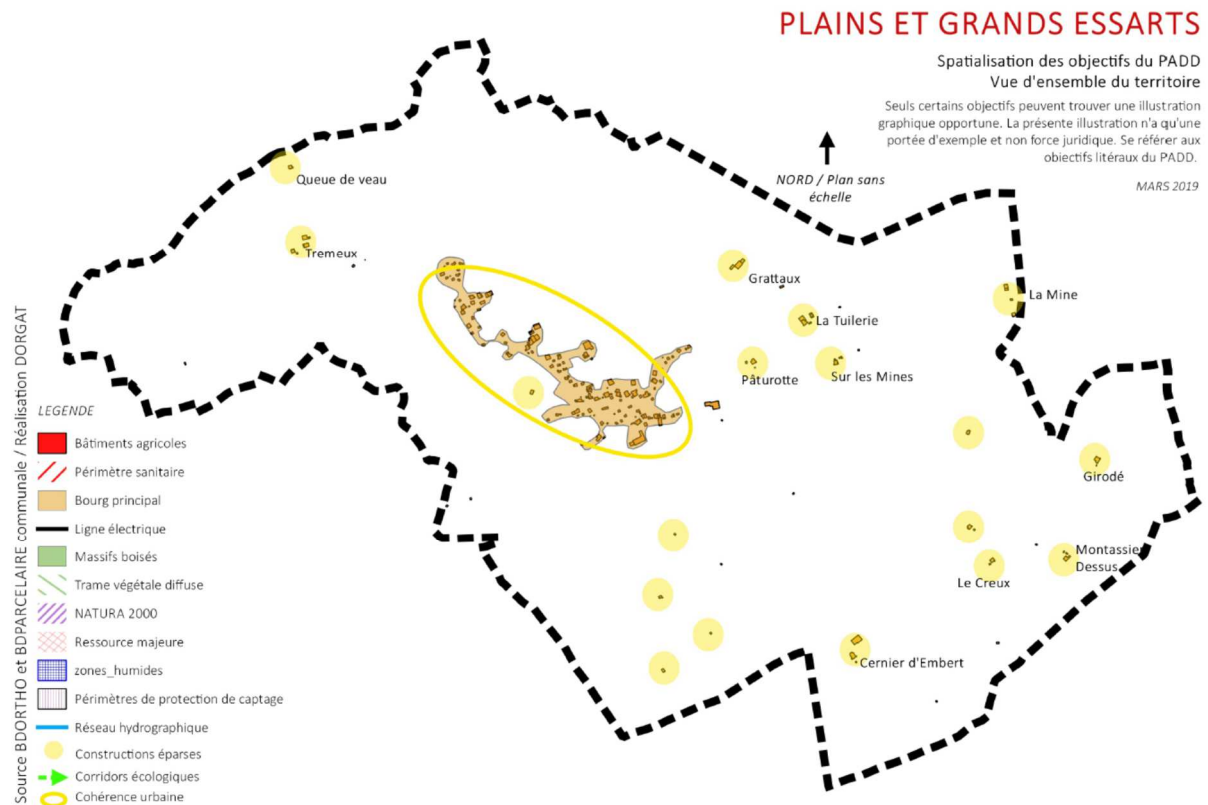 PLAINS ET GRANDS ESSARTS
Spatialisation des objectifs du PADD
Vue d'ensemble du territoire
Seuls certains objectifs peuvent trouver une illustration
graphique opportune. La présente illustration n'a qu'une
portée d'exemple et non force juridique. Se référer aux
objectifs litéraux du PADD.
MARS 2019
NORD / Plan sans
échelle
Queue de veau
Tremeux
Grattaux
La Mine
La Tuilerie
Pâturotte
Sur les Mines
Girodé
Montassier
Dessus
Le Creux
Cernier d'Embert
LEGENDE
Bâtiments agricoles
Périmètre sanitaire
Bourg principal
Ligne électrique
Massifs boisés
Trame végétale diffuse
NATURA 2000
Ressource majeure
zones_humides
Périmètres de protection de captage
Réseau hydrographique
Constructions éparses
Corridors écologiques
Cohérence urbaine
Source BDORTHO et BDPARCELAIRE communale / Réalisation DORGAT